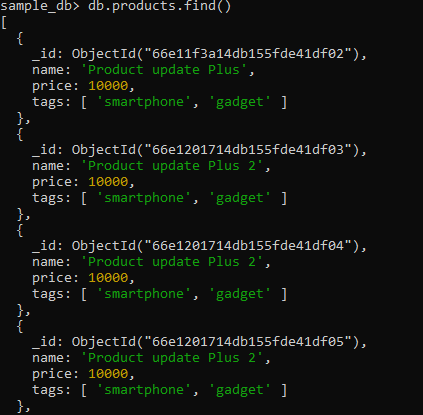 sample_db> db.products.find()
[
  {
    _id: ObjectId("66e11f3a14db155fde41df02"),
    name: 'Product update Plus',
    price: 10000,
    tags: [ 'smartphone', 'gadget' ]
  },
  {
    _id: ObjectId("66e1201714db155fde41df03"),
    name: 'Product update Plus 2',
    price: 10000,
    tags: [ 'smartphone', 'gadget' ]
  },
  {
    _id: ObjectId("66e1201714db155fde41df04"),
    name: 'Product update Plus 2',
    price: 10000,
    tags: [ 'smartphone', 'gadget' ]
  },
  {
    _id: ObjectId("66e1201714db155fde41df05"),
    name: 'Product update Plus 2',
    price: 10000,
    tags: [ 'smartphone', 'gadget' ]
  },